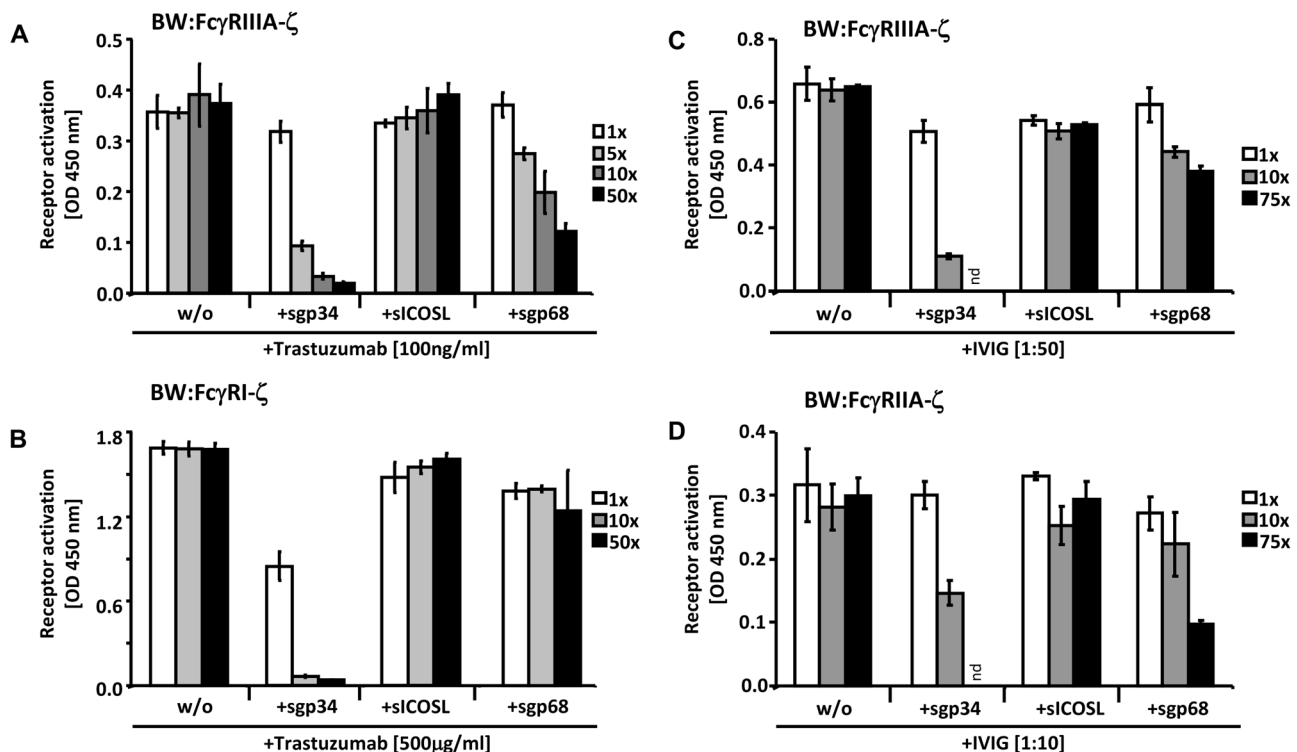 A
BW:FcγRIIIA-ζ
Receptor activation
[OD 450 nm]
0.5
0.4
0.3
0.2
0.1
0.0
1x
5x
10x
50x
w/o
+sgp34
+sICOSL
+sgp68
+Trastuzumab [100ng/ml]
B
BW:FcγRI-ζ
Receptor activation
[OD 450 nm]
1.8
1.2
0.6
0.0
1x
10x
50x
w/o
+sgp34
+sICOSL
+sgp68
+Trastuzumab [500μg/ml]
C
BW:FcγRIIIA-ζ
Receptor activation
[OD 450 nm]
0.8
0.6
0.4
0.2
0.0
nd
1x
10x
75x
w/o
+sgp34
+sICOSL
+sgp68
+IVIG [1:50]
D
BW:FcγRIIA-ζ
Receptor activation
[OD 450 nm]
0.4
0.3
0.2
0.1
0.0
nd
1x
10x
75x
w/o
+sgp34
+sICOSL
+sgp68
+IVIG [1:10]